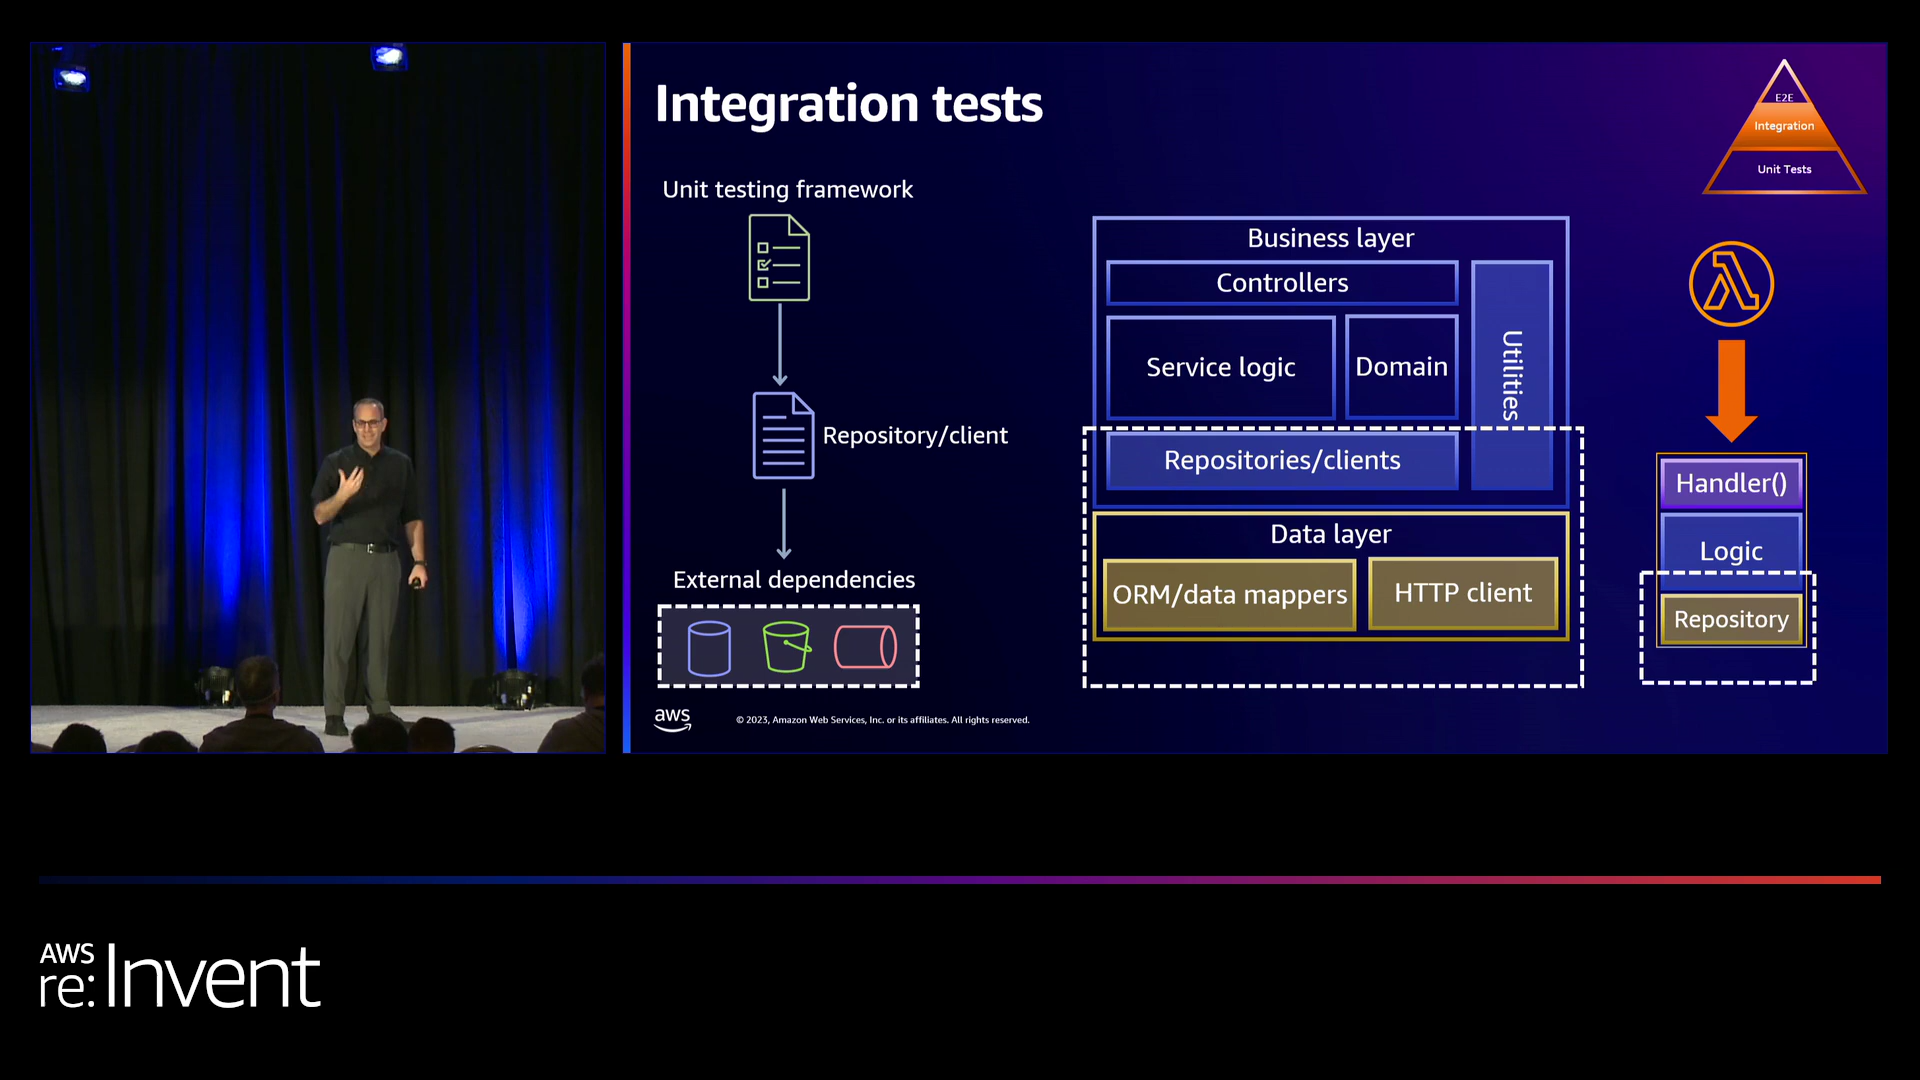 Integration tests
E2E
Integration
Unit Tests
Unit testing framework
Repository/client
External dependencies
Business layer
Controllers
Service logic
Domain
Utilities
Repositories/clients
Data layer
ORM/data mappers
HTTP client
Handler()
Logic
Repository
aws
© 2023, Amazon Web Services, Inc. or its affiliates. All rights reserved.
AWS
re:Invent